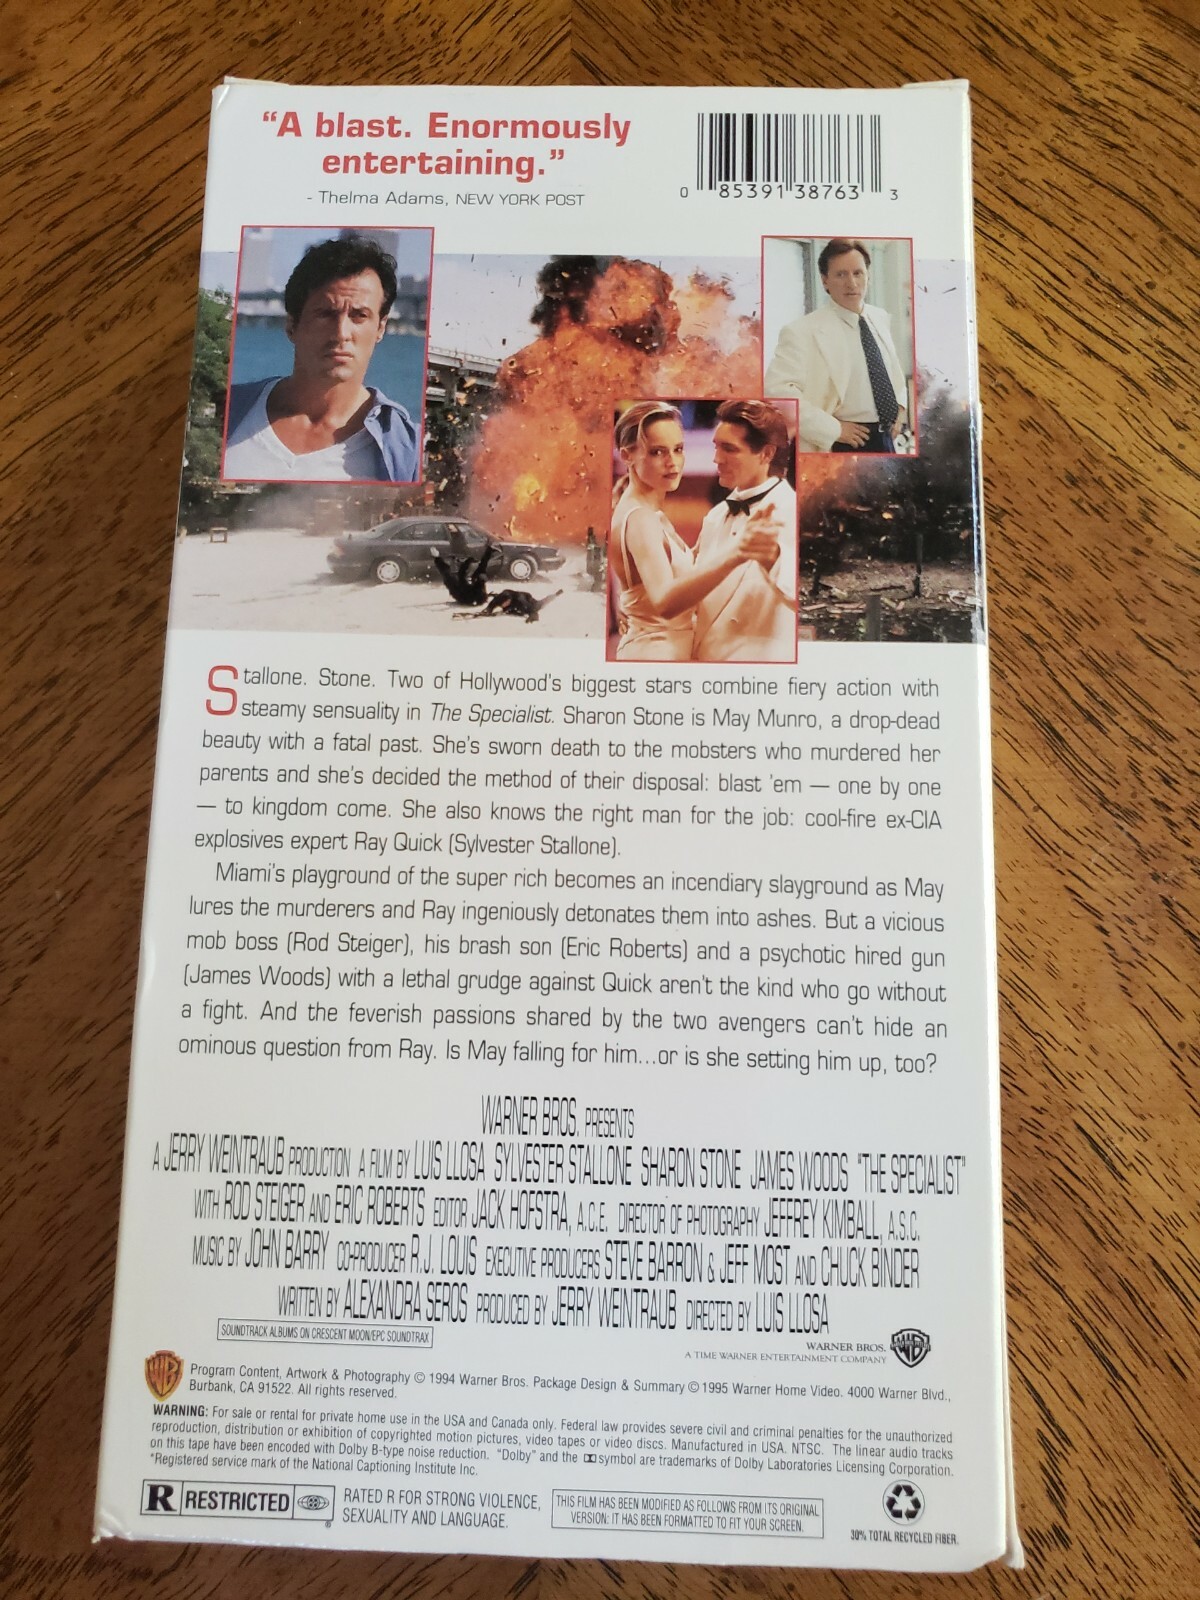 “A blast. Enormously
entertaining.”
- Thelma Adams, NEW YORK POST
0 85391 38763 3
Stallone. Stone. Two of Hollywood's biggest stars combine fiery action with
steamy sensuality in The Specialist. Sharon Stone is May Munro, a drop-dead
beauty with a fatal past. She's sworn death to the mobsters who murdered her
parents and she's decided the method of their disposal: blast 'em — one by one
— to kingdom come. She also knows the right man for the job: cool-fire ex-CIA
explosives expert Ray Quick (Sylvester Stallone).
Miami's playground of the super rich becomes an incendiary slayground as May
lures the murderers and Ray ingeniously detonates them into ashes. But a vicious
mob boss (Rod Steiger), his brash son (Eric Roberts) and a psychotic hired gun
(James Woods) with a lethal grudge against Quick aren't the kind who go without
a fight. And the feverish passions shared by the two avengers can't hide an
ominous question from Ray. Is May falling for him...or is she setting him up, too?
WARNER BROS. PRESENTS
A JERRY WEINTRAUB PRODUCTION A FILM BY LUIS LLOSA SYLVESTER STALLONE SHARON STONE JAMES WOODS "THE SPECIALIST"
WITH ROD STEIGER AND ERIC ROBERTS EDITOR JACK HOFSTRA, A.C.E. DIRECTOR OF PHOTOGRAPHY JEFFREY KIMBALL, A.S.C.
MUSIC BY JOHN BARRY CO-PRODUCER R.J. LOUIS EXECUTIVE PRODUCERS STEVE BARRON & JEFF MOST AND CHUCK BINDER
WRITTEN BY ALEXANDRA SEROS PRODUCED BY JERRY WEINTRAUB DIRECTED BY LUIS LLOSA
SOUNDTRACK ALBUMS ON CRESCENT MOON/EPC SOUNDTRAX
WARNER BROS.
A TIME WARNER ENTERTAINMENT COMPANY
Program Content, Artwork & Photography © 1994 Warner Bros. Package Design & Summary © 1995 Warner Home Video. 4000 Warner Blvd.,
Burbank, CA 91522. All rights reserved.
WARNING: For sale or rental for private home use in the USA and Canada only. Federal law provides severe civil and criminal penalties for the unauthorized
reproduction, distribution or exhibition of copyrighted motion pictures, video tapes or video discs. Manufactured in USA. NTSC. The linear audio tracks
on this tape have been encoded with Dolby B-type noise reduction. "Dolby" and the symbol are trademarks of Dolby Laboratories Licensing Corporation.
*Registered service mark of the National Captioning Institute Inc.
R RESTRICTED ®
RATED R FOR STRONG VIOLENCE,
SEXUALITY AND LANGUAGE.
THIS FILM HAS BEEN MODIFIED AS FOLLOWS FROM ITS ORIGINAL
VERSION: IT HAS BEEN FORMATTED TO FIT YOUR SCREEN.
30% TOTAL RECYCLED FIBER.